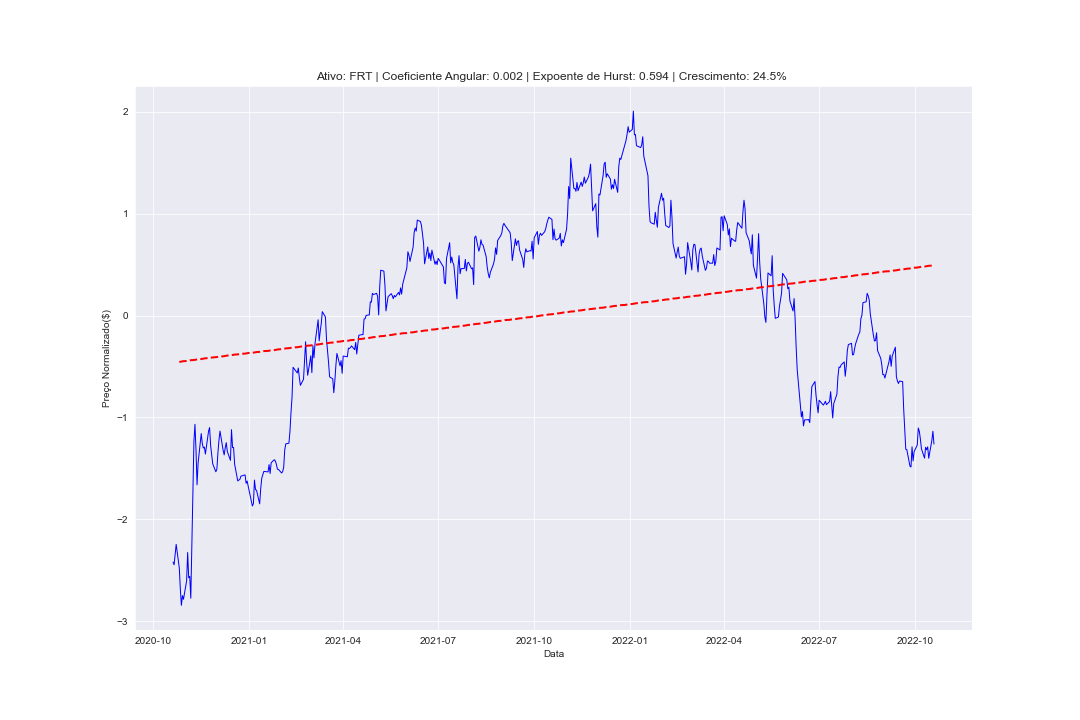 Ativo: FRT | Coeficiente Angular: 0.002 | Expoente de Hurst: 0.594 | Crescimento: 24.5%
2
1
0
−1
−2
−3
Preço Normalizado($)
2020-10 2021-01 2021-04 2021-07 2021-10 2022-01 2022-04 2022-07 2022-10
Data